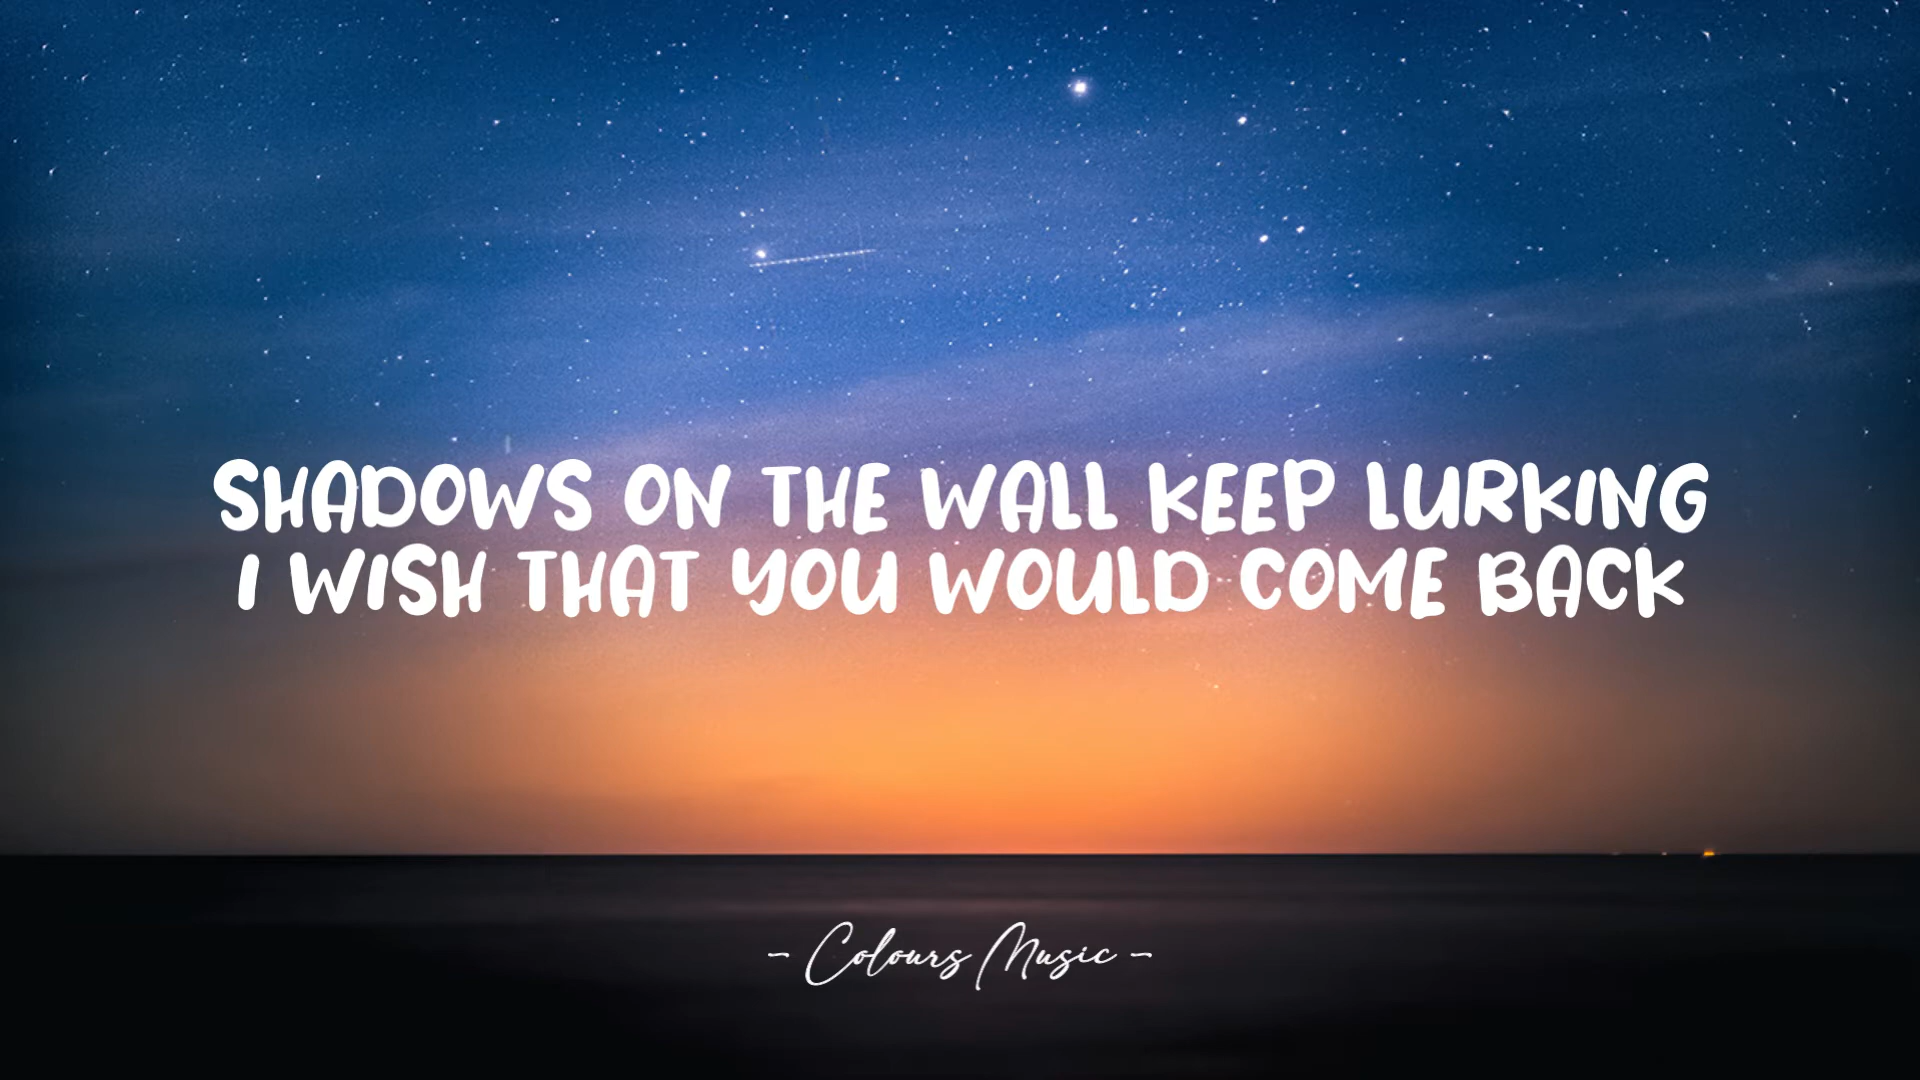 SHADOWS ON THE WALL KEEP LURKING
I WISH THAT YOU WOULD COME BACK
- Colours Music -